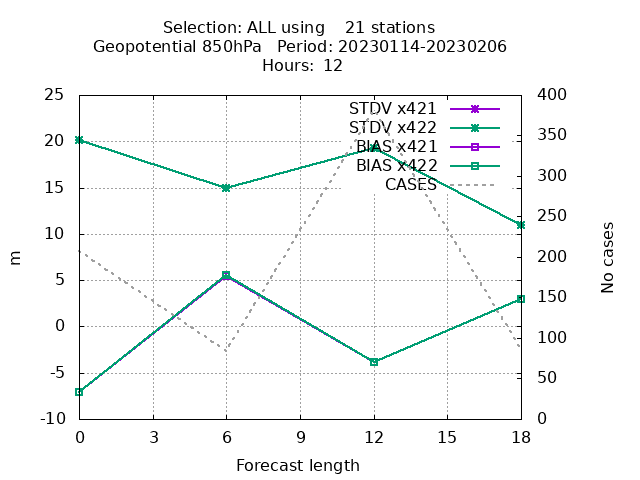 Selection: ALL using    21 stations
Geopotential 850hPa   Period: 20230114-20230206
Hours:  12
25
20
15
10
5
0
-5
-10
m
400
350
300
250
200
150
100
50
0
No cases
STDV x421
STDV x422
BIAS x421
BIAS x422
CASES
0 3 6 9 12 15 18
Forecast length